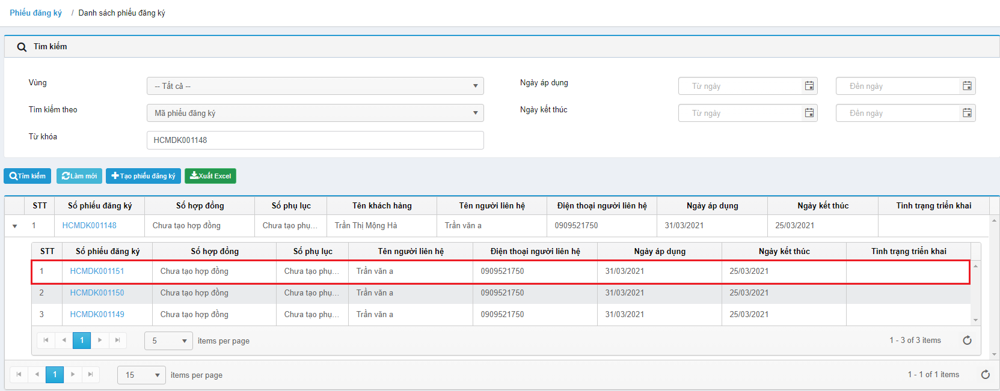 Phiếu đăng ký / Danh sách phiếu đăng ký
Tìm kiếm
Vùng -- Tất cả -- Ngày áp dụng Từ ngày Đến ngày
Tìm kiếm theo Mã phiếu đăng ký Ngày kết thúc Từ ngày Đến ngày
Từ khóa HCMDK001148
Tìm kiếm Làm mới Tạo phiếu đăng ký Xuất Excel
STT Số phiếu đăng ký Số hợp đồng Số phụ lục Tên khách hàng Tên người liên hệ Điện thoại người liên hệ Ngày áp dụng Ngày kết thúc Tình trạng triển khai
1 HCMDK001148 Chưa tạo hợp đồng Chưa tạo phụ... Trần Thị Mộng Hà Trần văn a 0909521750 31/03/2021 25/03/2021
STT Số phiếu đăng ký Số hợp đồng Số phụ lục Tên người liên hệ Điện thoại người liên hệ Ngày áp dụng Ngày kết thúc Tình trạng triển khai
1 HCMDK001151 Chưa tạo hợp đồng Chưa tạo phụ... Trần văn a 0909521750 31/03/2021 25/03/2021
2 HCMDK001150 Chưa tạo hợp đồng Chưa tạo phụ... Trần văn a 0909521750 31/03/2021 25/03/2021
3 HCMDK001149 Chưa tạo hợp đồng Chưa tạo phụ... Trần văn a 0909521750 31/03/2021 25/03/2021
1 5 items per page 1 - 3 of 3 items
1 15 items per page 1 - 1 of 1 items